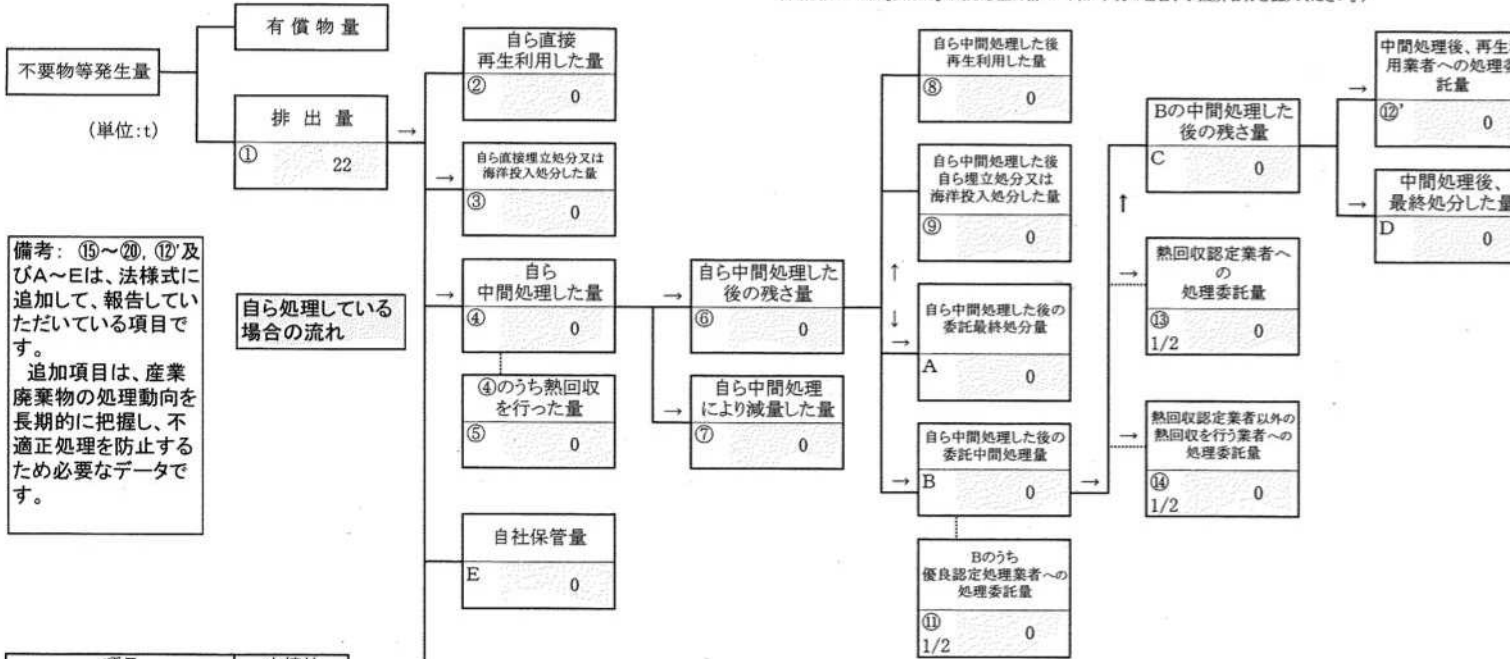 不要物等発生量
(単位:t)
有 償 物 量
排 出 量
①
22
→
備考: ⑮~⑳, ⑫'及
びA~Eは、法様式に
追加して、報告してい
ただいている項目で
す。
追加項目は、産業
廃棄物の処理動向を
長期的に把握し、不
適正処理を防止する
ため必要なデータで
す。
自ら処理している
場合の流れ
自ら直接
再生利用した量
②
0
→
自ら直接埋立処分又は
海洋投入処分した量
③
0
→
自ら
中間処理した量
④
0
④のうち熱回収
を行った量
⑤
0
自社保管量
E
0
→
自ら中間処理した
後の残さ量
⑥
0
→
自ら中間処理
により減量した量
⑦
0
自ら中間処理した後
再生利用した量
⑧
0
自ら中間処理した後
自ら埋立処分又は
海洋投入処分した量
⑨
0
↑
↓
→
自ら中間処理した後の
委託最終処分量
A
0
→
自ら中間処理した後の
委託中間処理量
B
0
→
Bのうち
優良認定処理業者への
処理委託量
⑪
1/2
0
Bの中間処理した
後の残さ量
C
0
↑
→
熱回収認定業者へ
の
処理委託量
⑬
1/2
0
→
熱回収認定業者以外の
熱回収を行う業者への
処理委託量
⑭
1/2
0
→
中間処理後、再生
用業者への処理委
託量
⑫'
0
→
中間処理後、
最終処分した量
D
0